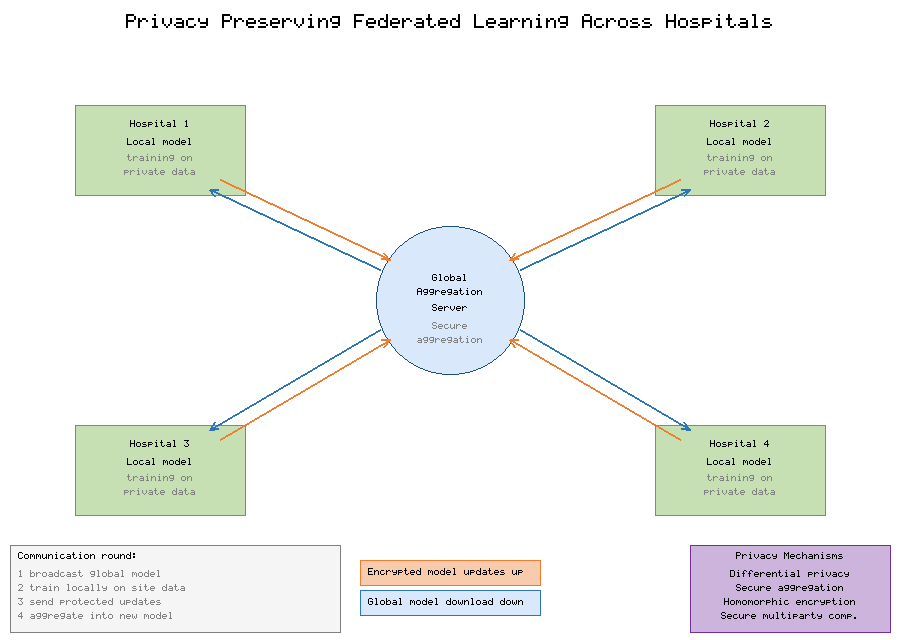 Privacy Preserving Federated Learning Across Hospitals
Hospital 1
Local model
training on
private data
Hospital 2
Local model
training on
private data
Global
Aggregation
Server
Secure
aggregation
Hospital 3
Local model
training on
private data
Hospital 4
Local model
training on
private data
Communication round:
1 broadcast global model
2 train locally on site data
3 send protected updates
4 aggregate into new model
Encrypted model updates up
Global model download down
Privacy Mechanisms
Differential privacy
Secure aggregation
Homomorphic encryption
Secure multiparty comp.